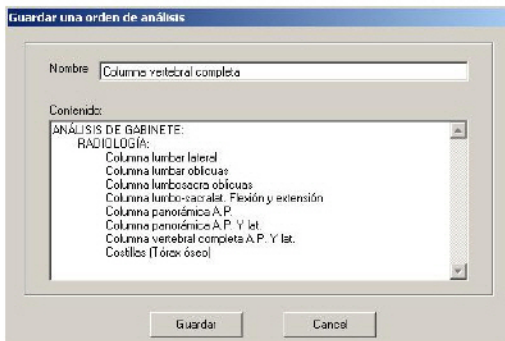 Guardar una orden de análisis
Nombre Columna vertebral completa
Contenido:
ANÁLISIS DE GABINETE:
RADIOLOGÍA:
Columna lumbar lateral
Columna lumbar oblicuas
Columna lumbosacra oblicuas
Columna lumbo-sacralat. Flexión y extensión
Columna panorámica A.P.
Columna panorámica A.P. Y lat.
Columna vertebral completa A.P. Y lat.
Costillas (Tórax óseo)
Guardar Cancel